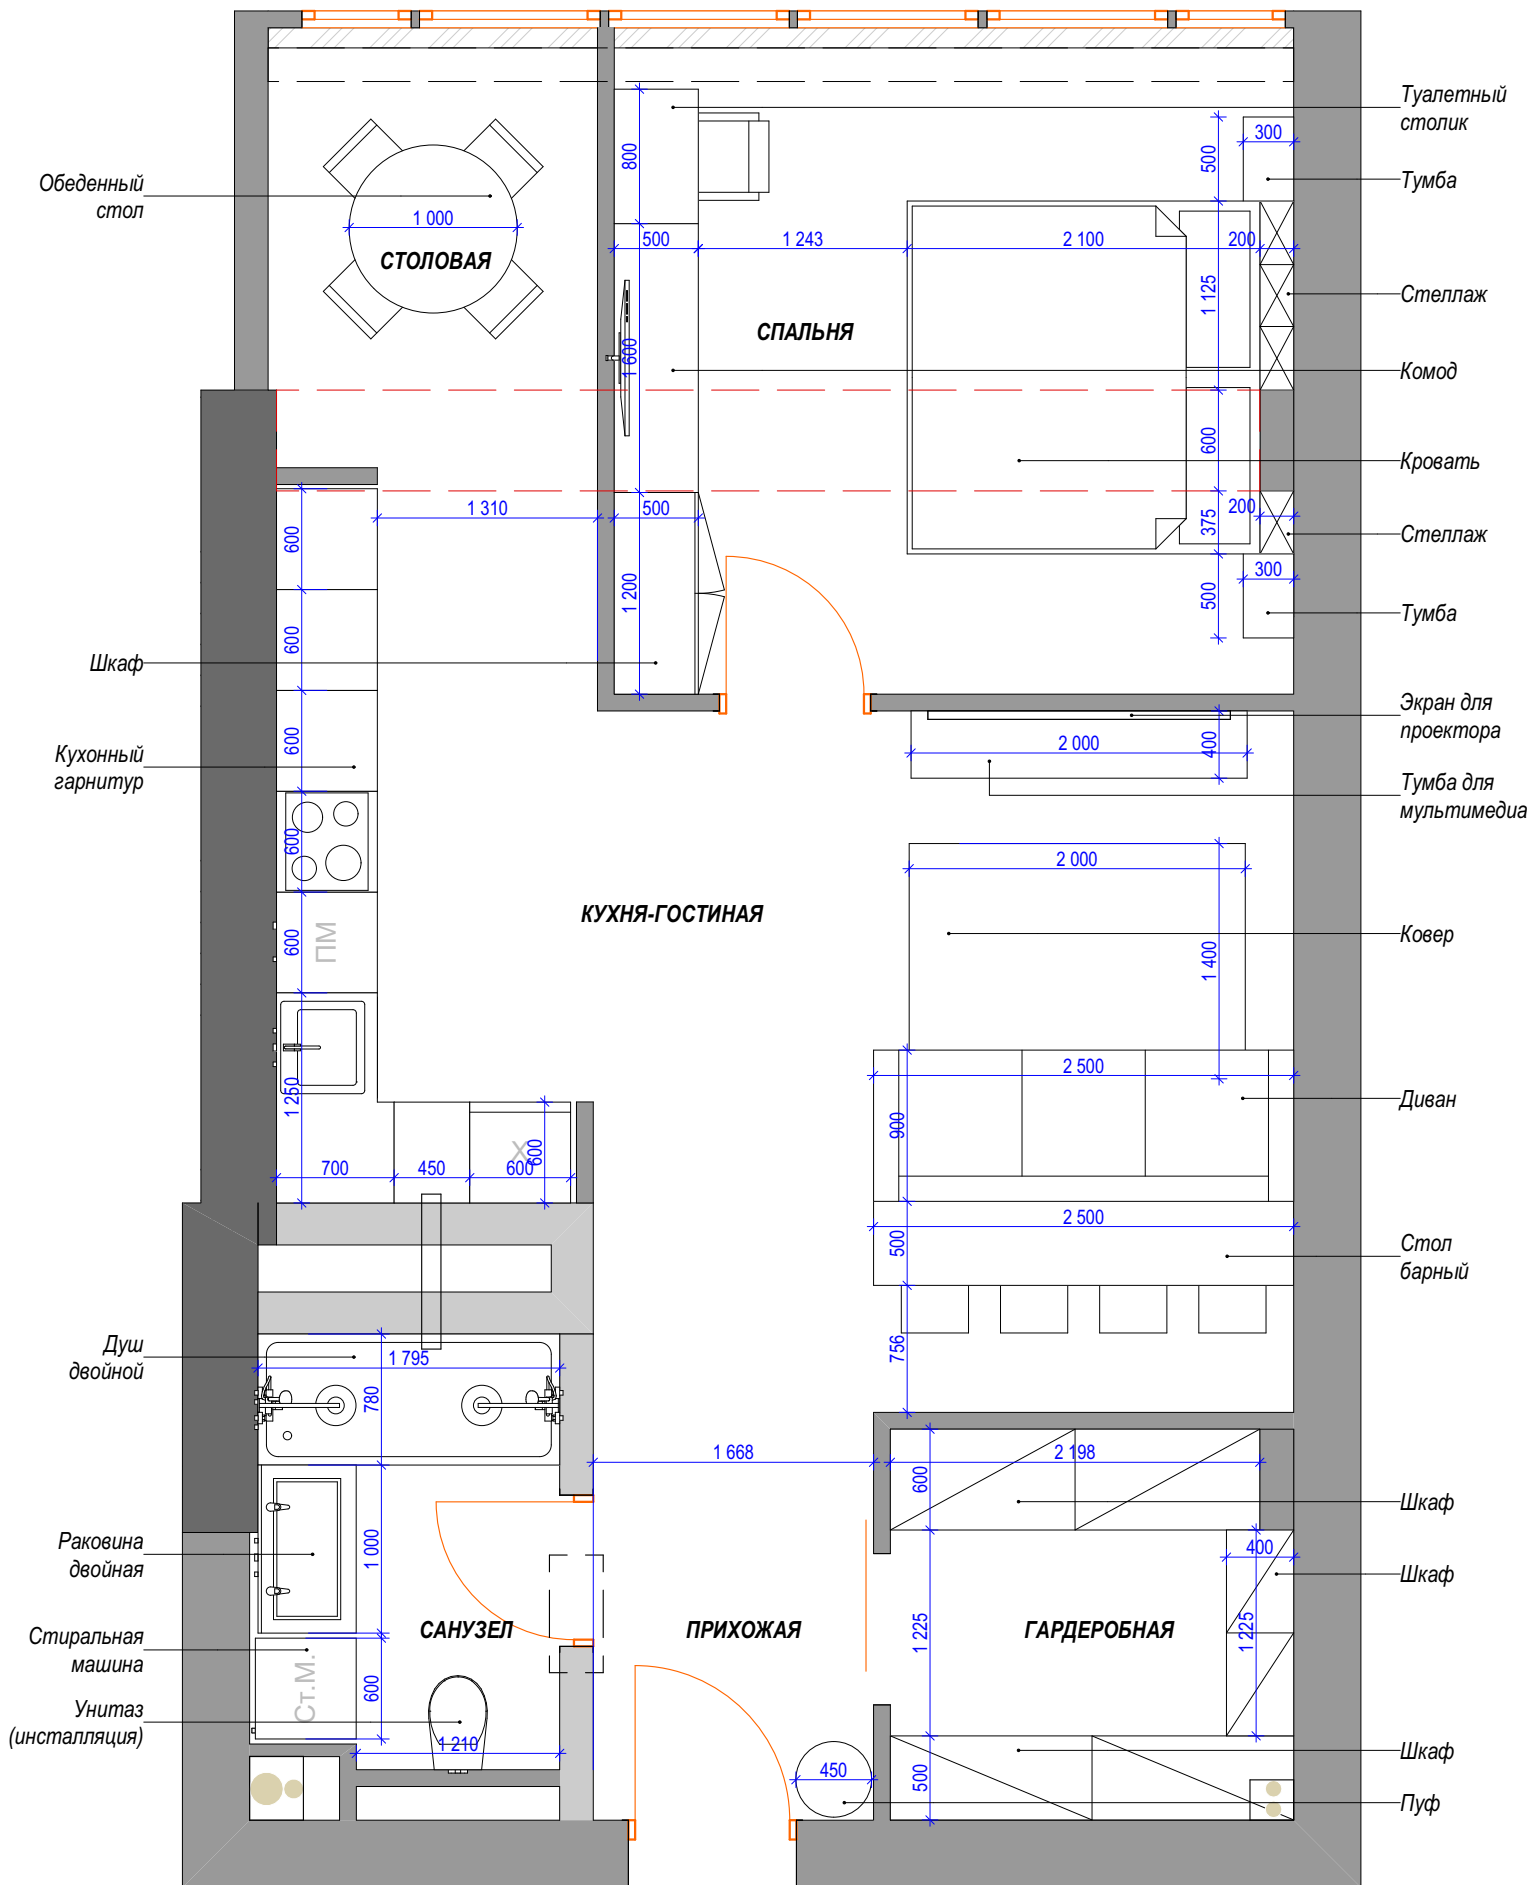 Туалетный
столик
300
500
800
Тумба
Обеденный
стол
1 000
СТОЛОВАЯ
500
1 243
2 100
200
1 125
Стеллаж
СПАЛЬНЯ
1 600
Комод
600
Кровать
1 310
500
200
375
Стеллаж
600
300
1 200
500
Тумба
600
Шкаф
Экран для
проектора
2 000
400
600
Кухонный
гарнитур
Тумба для
мультимедиа
600
2 000
КУХНЯ-ГОСТИНАЯ
600
ПМ
1 400
Ковер
2 500
1 250
Диван
900
Х
600
700
450
600
2 500
500
Стол
барный
Душ
двойной
1 795
756
780
1 668
2 198
600
Шкаф
Раковина
двойная
1 000
400
Шкаф
САНУЗЕЛ
ПРИХОЖАЯ
ГАРДЕРОБНАЯ
1 225
1 225
Стиральная
машина
Ст.М.
600
Унитаз
(инсталляция)
1 210
450
500
Шкаф
Пуф